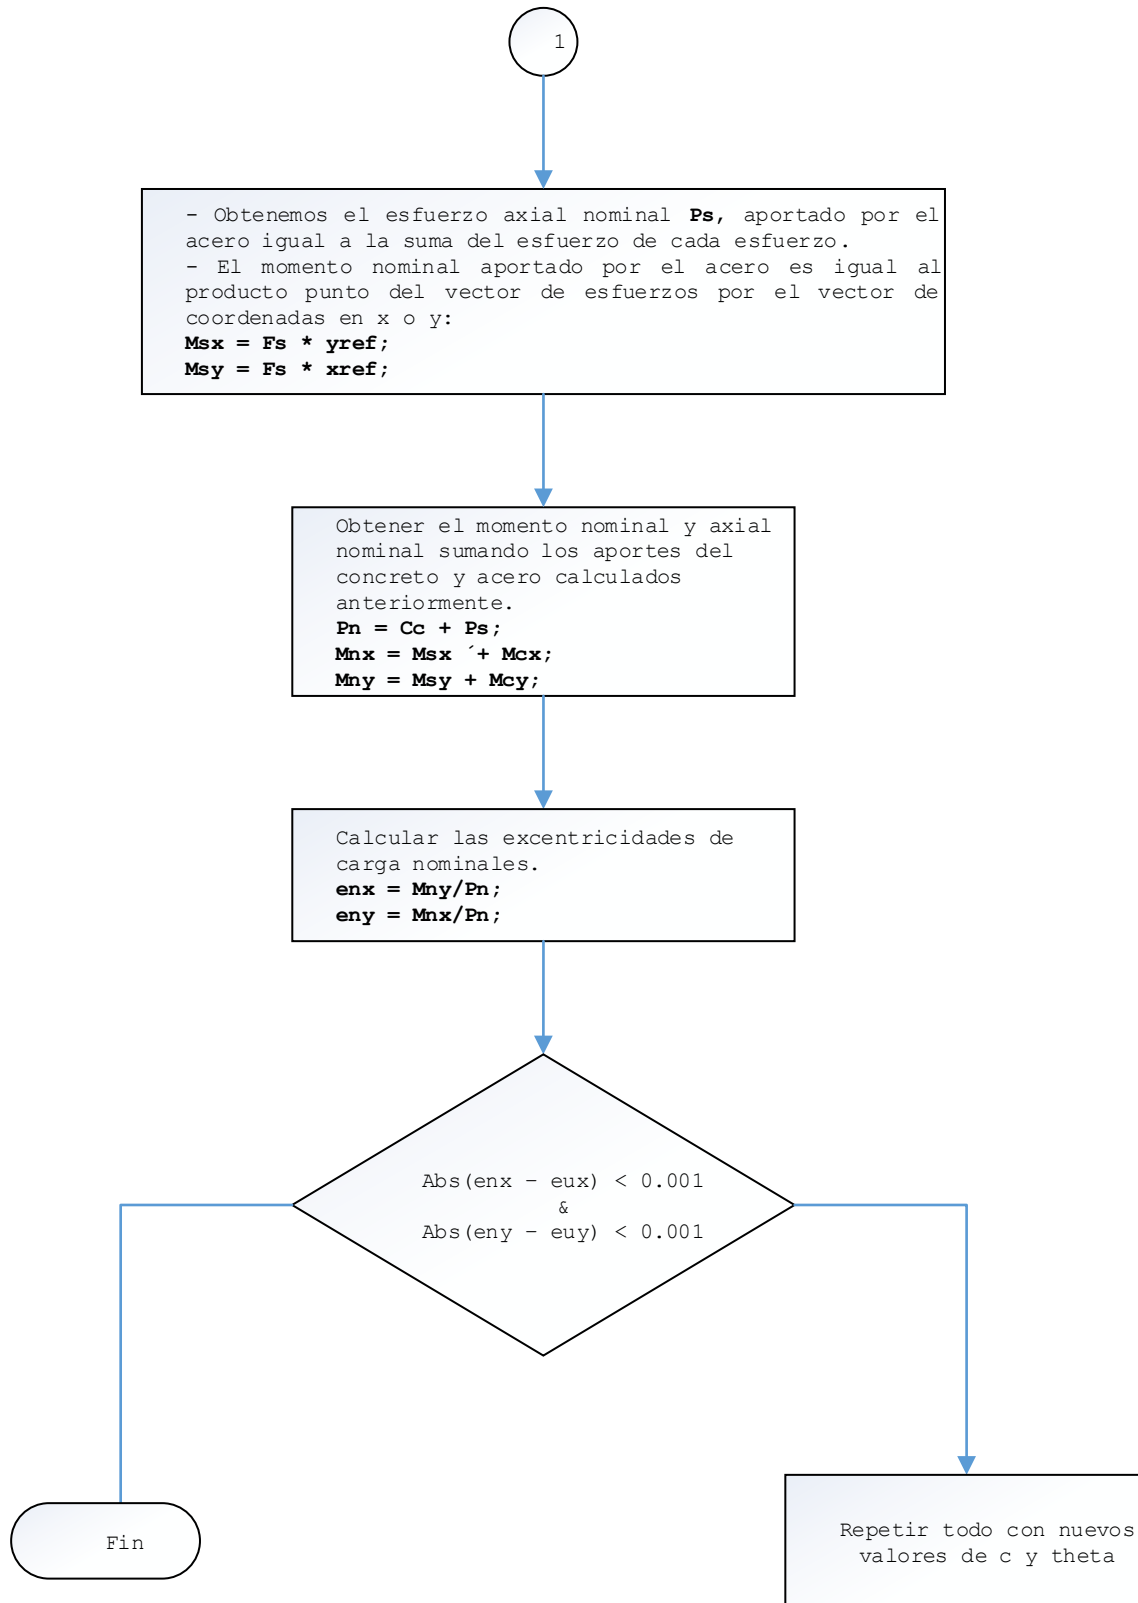 1
- Obtenemos el esfuerzo axial nominal Ps, aportado por el
acero igual a la suma del esfuerzo de cada esfuerzo.
- El momento nominal aportado por el acero es igual al
producto punto del vector de esfuerzos por el vector de
coordenadas en x o y:
Msx = Fs * yref;
Msy = Fs * xref;
Obtener el momento nominal y axial
nominal sumando los aportes del
concreto y acero calculados
anteriormente.
Pn = Cc + Ps;
Mnx = Msx ´+ Mcx;
Mny = Msy + Mcy;
Calcular las excentricidades de
carga nominales.
enx = Mny/Pn;
eny = Mnx/Pn;
Abs(enx – eux) < 0.001
&
Abs(eny – euy) < 0.001
Fin
Repetir todo con nuevos
valores de c y theta